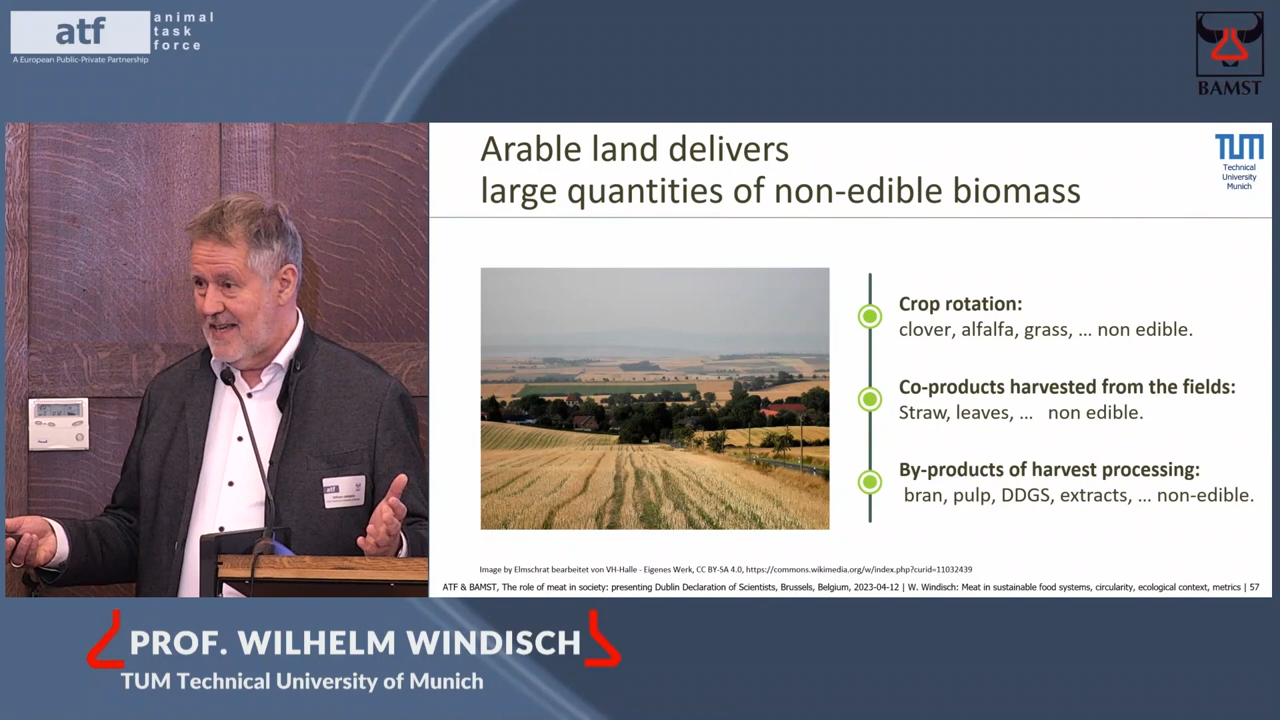 atf
animal
task
force
A European Public-Private Partnership
BAMST
Arable land delivers
large quantities of non-edible biomass
TUM
Technical
University
Munich
Crop rotation:
clover, alfalfa, grass, ... non edible.
Co-products harvested from the fields:
Straw, leaves, ... non edible.
By-products of harvest processing:
bran, pulp, DDGS, extracts, ... non-edible.
Image by Elmschrat bearbeitet von VH-Halle - Eigenes Werk, CC BY-SA 4.0, https://commons.wikimedia.org/w/index.php?curid=11032439
ATF & BAMST, The role of meat in society: presenting Dublin Declaration of Scientists, Brussels, Belgium, 2023-04-12 | W. Windisch: Meat in sustainable food systems, circularity, ecological context, metrics | 57
atf
PROF. WILHELM WINDISCH
TUM Technical University of Munich